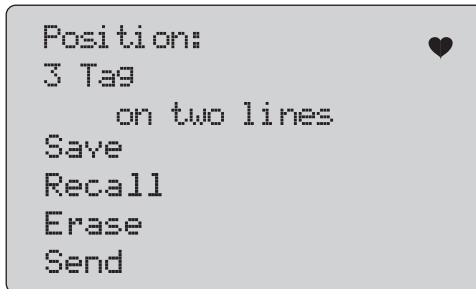 Position:
3 Tag
on two lines
Save
Recall
Erase
Send